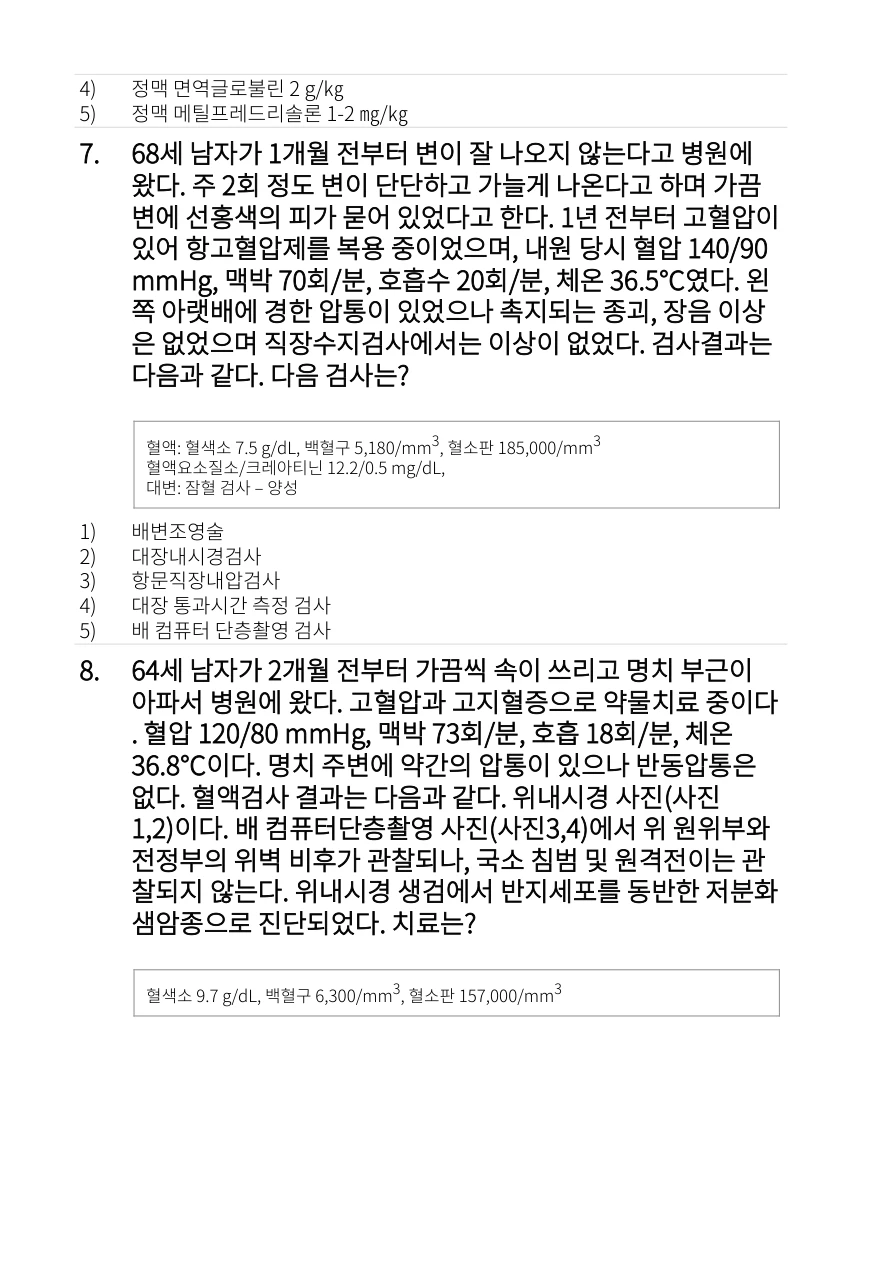 4) 정맥 면역글로불린 2 g/kg
5) 정맥 메틸프레드리솔론 1-2 ㎎/kg
7. 68세 남자가 1개월 전부터 변이 잘 나오지 않는다고 병원에
왔다. 주 2회 정도 변이 단단하고 가늘게 나온다고 하며 가끔
변에 선홍색의 피가 묻어 있었다고 한다. 1년 전부터 고혈압이
있어 항고혈압제를 복용 중이었으며, 내원 당시 혈압 140/90
mmHg, 맥박 70회/분, 호흡수 20회/분, 체온 36.5°C였다. 왼
쪽 아랫배에 경한 압통이 있었으나 촉지되는 종괴, 장음 이상
은 없었으며 직장수지검사에서는 이상이 없었다. 검사결과는
다음과 같다. 다음 검사는?
혈액: 혈색소 7.5 g/dL, 백혈구 5,180/mm³, 혈소판 185,000/mm³
혈액요소질소/크레아티닌 12.2/0.5 mg/dL,
대변: 잠혈 검사 – 양성
1) 배변조영술
2) 대장내시경검사
3) 항문직장내압검사
4) 대장 통과시간 측정 검사
5) 배 컴퓨터 단층촬영 검사
8. 64세 남자가 2개월 전부터 가끔씩 속이 쓰리고 명치 부근이
아파서 병원에 왔다. 고혈압과 고지혈증으로 약물치료 중이다
. 혈압 120/80 mmHg, 맥박 73회/분, 호흡 18회/분, 체온
36.8°C이다. 명치 주변에 약간의 압통이 있으나 반동압통은
없다. 혈액검사 결과는 다음과 같다. 위내시경 사진(사진
1,2)이다. 배 컴퓨터단층촬영 사진(사진3,4)에서 위 원위부와
전정부의 위벽 비후가 관찰되나, 국소 침범 및 원격전이는 관
찰되지 않는다. 위내시경 생검에서 반지세포를 동반한 저분화
샘암종으로 진단되었다. 치료는?
혈색소 9.7 g/dL, 백혈구 6,300/mm³, 혈소판 157,000/mm³